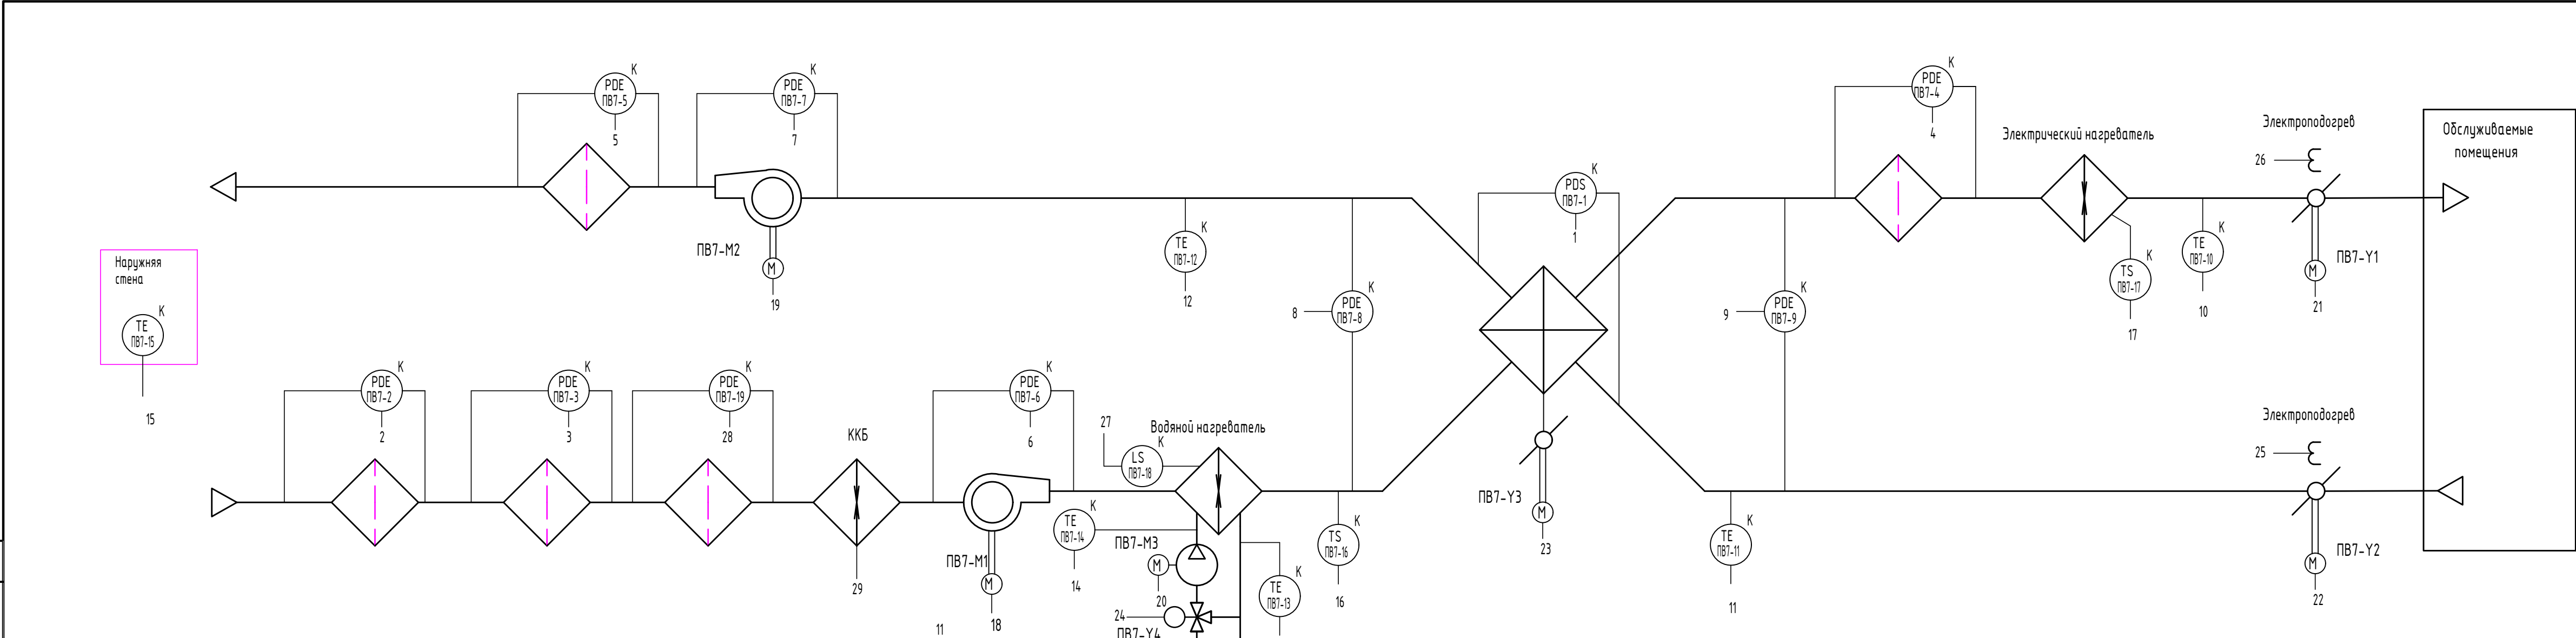 К
PDE
ПВ7-5
5
К
PDE
ПВ7-7
7
К
PDE
ПВ7-4
4
Электрический нагреватель
Электроподогрев
26
Обслуживаемые
помещения
К
PDS
ПВ7-1
1
ПВ7-М2
М
19
К
TE
ПВ7-12
12
К
PDE
ПВ7-8
8
К
PDE
ПВ7-9
9
К
TS
ПВ7-17
17
К
TE
ПВ7-10
10
ПВ7-Y1
М
21
Наружняя
стена
К
TE
ПВ7-15
15
К
PDE
ПВ7-2
2
К
PDE
ПВ7-3
3
К
PDE
ПВ7-19
28
ККБ
29
К
PDE
ПВ7-6
6
27
Водяной нагреватель
К
LS
ПВ7-18
ПВ7-М1
М
18
11
К
TE
ПВ7-14
14
ПВ7-М3
М
20
24
ПВ7-Y4
К
TE
ПВ7-13
К
TS
ПВ7-16
16
ПВ7-Y3
М
23
К
TE
ПВ7-11
11
Электроподогрев
25
ПВ7-Y2
М
22